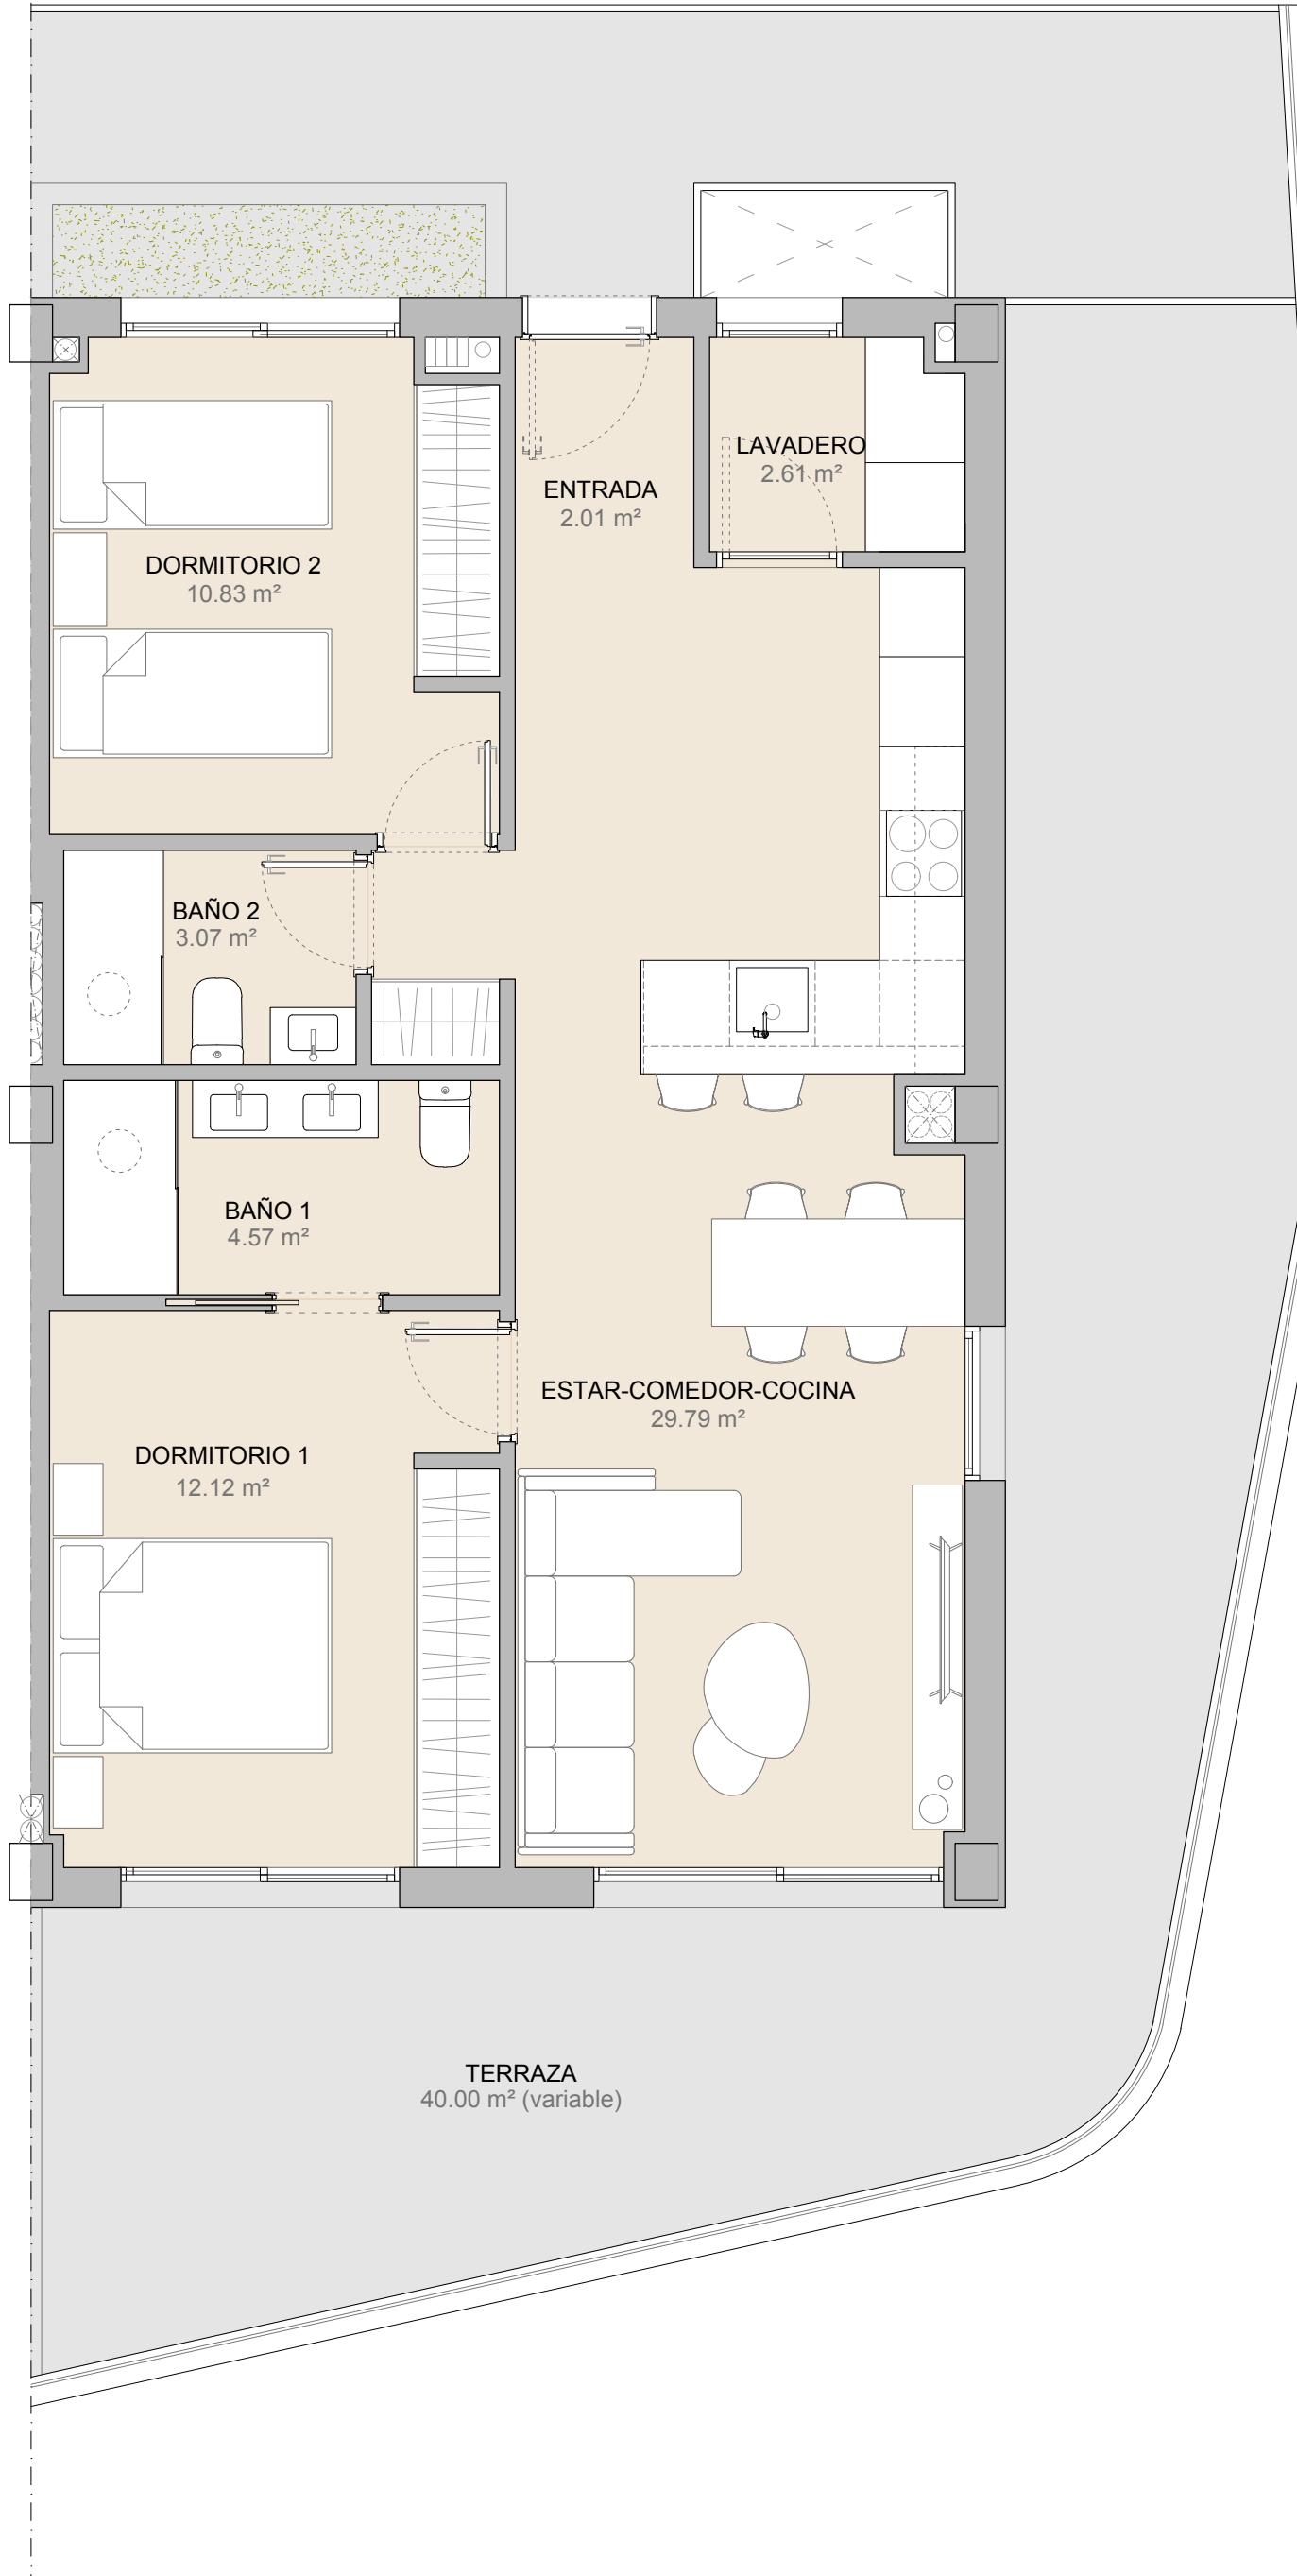 LAVADERO
2.61 m²
ENTRADA
2.01 m²
DORMITORIO 2
10.83 m²
BAÑO 2
3.07 m²
BAÑO 1
4.57 m²
ESTAR-COMEDOR-COCINA
29.79 m²
DORMITORIO 1
12.12 m²
TERRAZA
40.00 m² (variable)